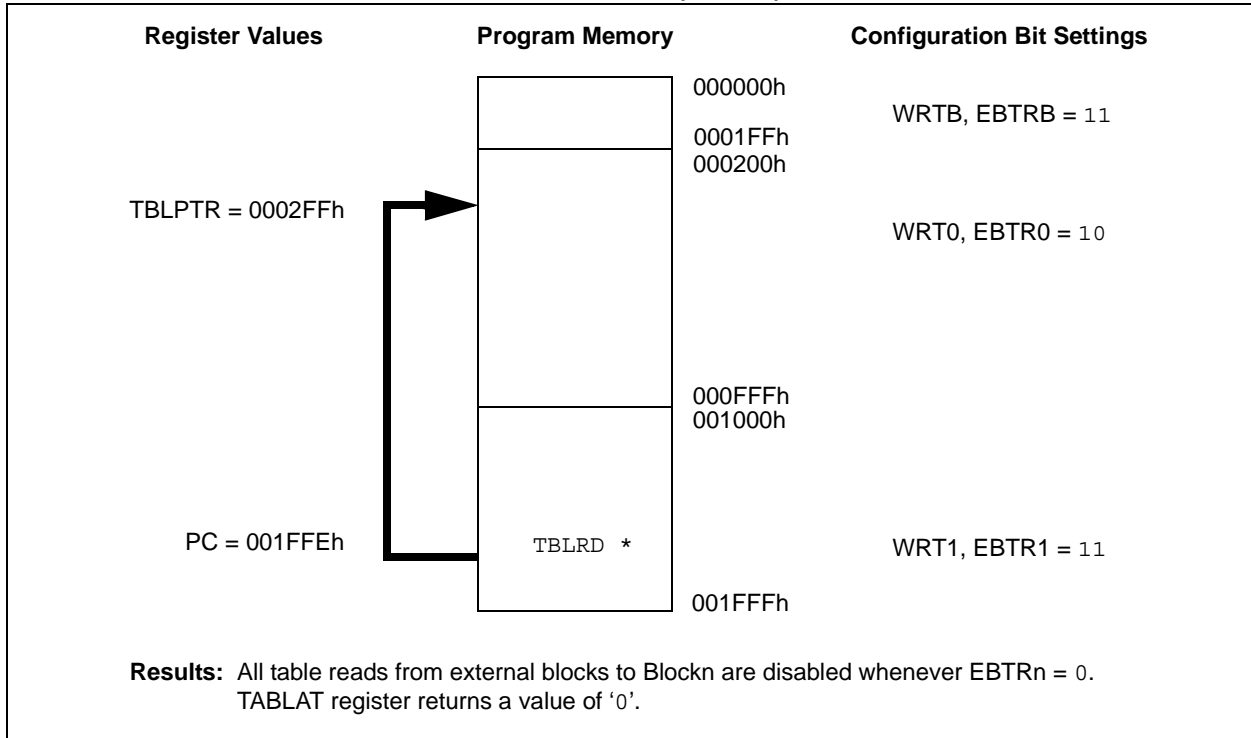 Register Values Program Memory Configuration Bit Settings
000000h
WRTB, EBTRB = 11
0001FFh
000200h
TBLPTR = 0002FFh
WRT0, EBTR0 = 10
000FFFh
001000h
PC = 001FFEh TBLRD * WRT1, EBTR1 = 11
001FFFh
Results: All table reads from external blocks to Blockn are disabled whenever EBTRn = 0.
TABLAT register returns a value of ‘0’.